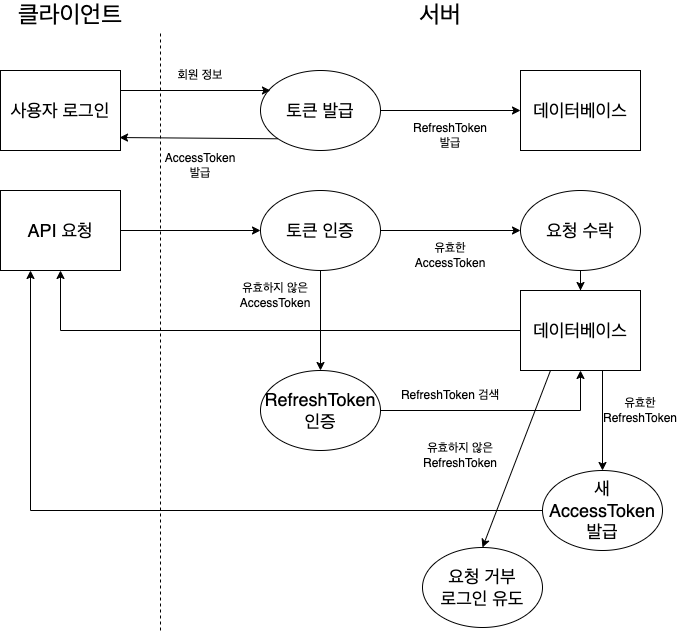 클라이언트
서버
사용자 로그인
회원 정보
토큰 발급
데이터베이스
RefreshToken
발급
AccessToken
발급
API 요청
토큰 인증
유효한
AccessToken
요청 수락
유효하지 않은
AccessToken
데이터베이스
RefreshToken
인증
RefreshToken 검색
유효한
RefreshToken
유효하지 않은
RefreshToken
새
AccessToken
발급
요청 거부
로그인 유도